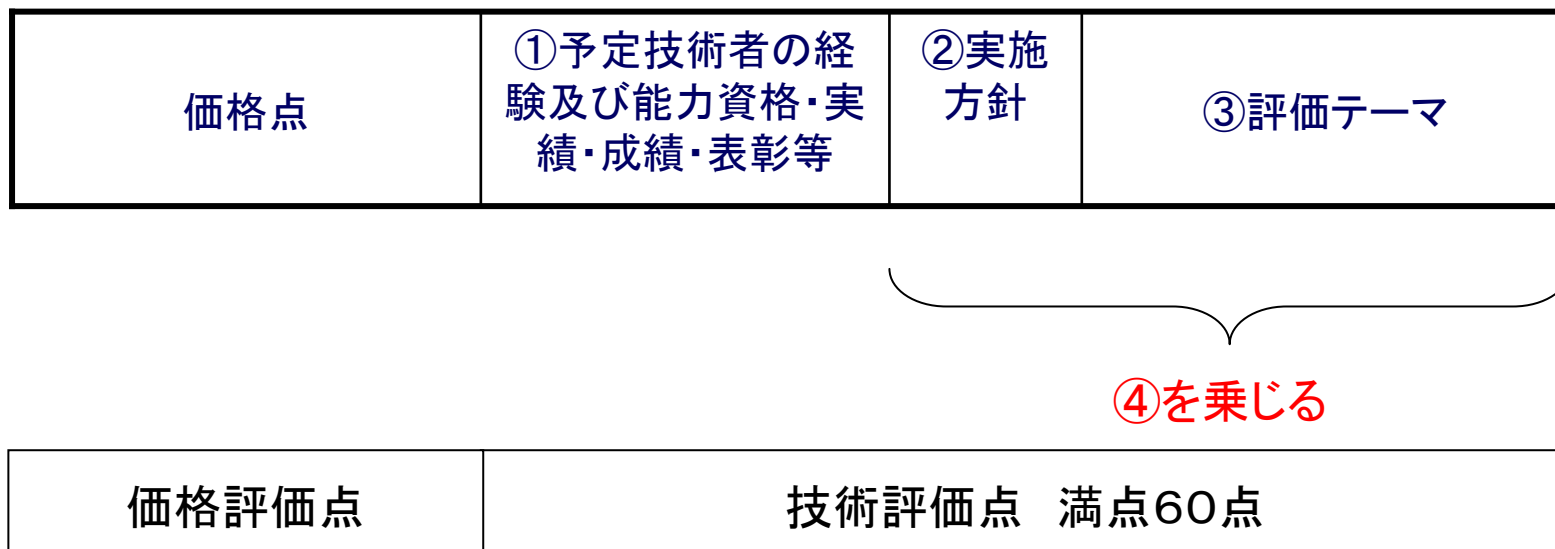 価格点
①予定技術者の経
験及び能力資格・実
績・成績・表彰等
②実施
方針
③評価テーマ
④を乗じる
価格評価点
技術評価点　満点60点